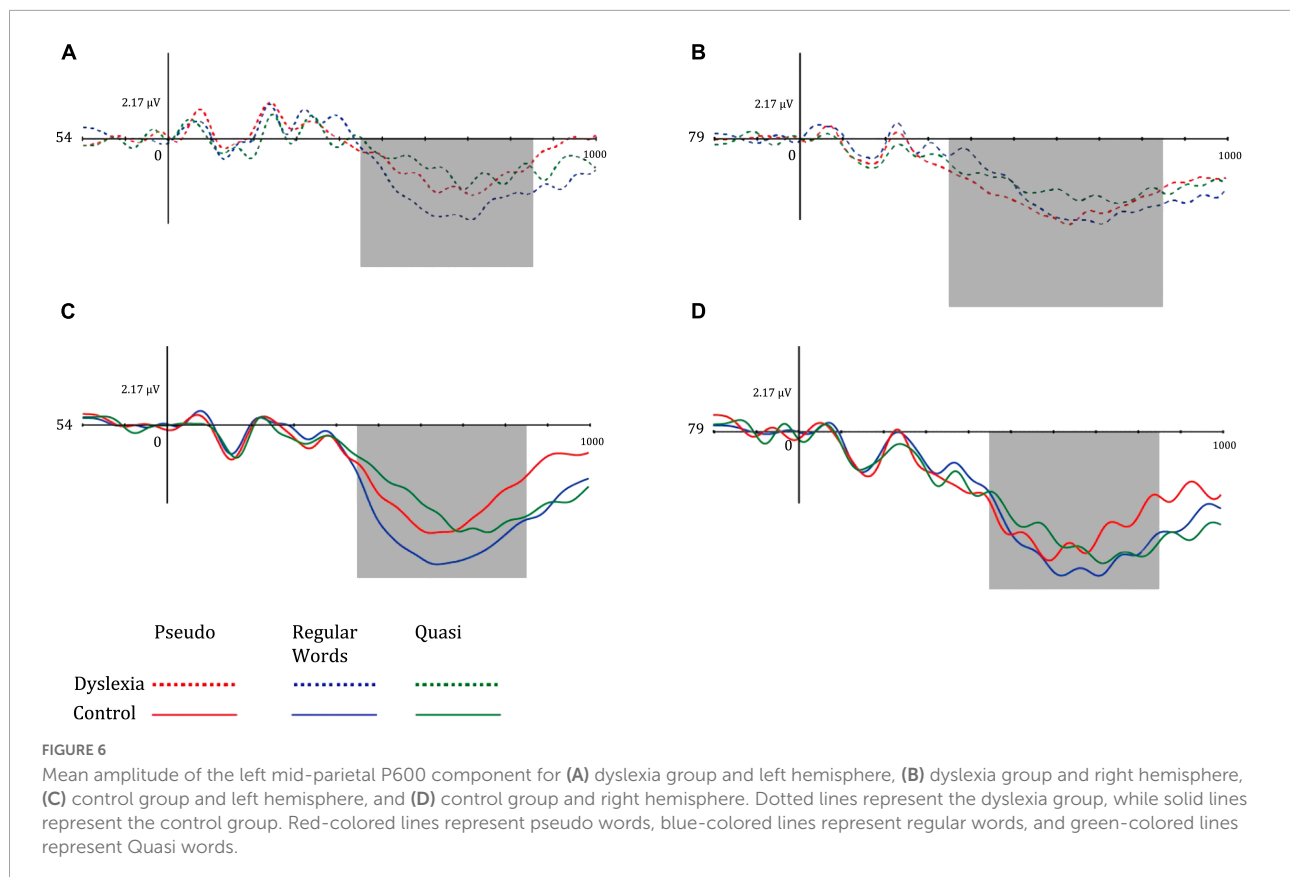 A
B
2.17 µV
2.17 µV
54
79
0
0
1000
1000
C
D
2.17 µV
2.17 µV
54
79
0
0
1000
1000
Pseudo
Regular
Words
Quasi
Dyslexia
Control
FIGURE 6
Mean amplitude of the left mid-parietal P600 component for (A) dyslexia group and left hemisphere, (B) dyslexia group and right hemisphere,
(C) control group and left hemisphere, and (D) control group and right hemisphere. Dotted lines represent the dyslexia group, while solid lines
represent the control group. Red-colored lines represent pseudo words, blue-colored lines represent regular words, and green-colored lines
represent Quasi words.